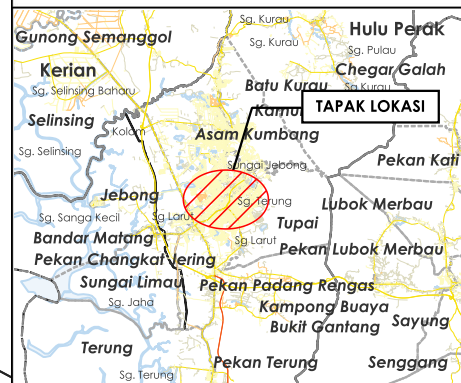 Sg. Kurau
Gunong Semanggol
Hulu Perak
Sg. Kurau
Sg. Pulau
Kerian
Chegar Galah
Sg. Selinsing Baharu
Batu Kurau
Sg.Kurau
TAPAK LOKASI
Selinsing
Kolam
Asam Kumbang
Sg. Selinsing
Sungai Jebong
Pekan Kati
Jebong
Sg. Terung
Lubok Merbau
Sg. Sanga Kecil
Sg.Larut
Tupai
Bandar Matang
Sg.Larut
Pekan Lubok Merbau
Pekan Changkat Jering
Sungai Limau
Pekan Padang Rengas
Sg. Jaha
Kampong Buaya
Sayung
Bukit Gantang
Terung
Pekan Terung
Senggang
Sg. Terung